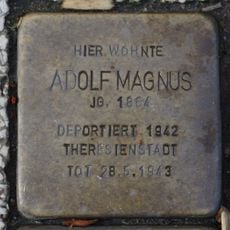 HIER WOHNTE
ADOLF MAGNUS
JG. 1864
DEPORTIERT 1942
THERESIENSTADT
TOT 28.5.1943